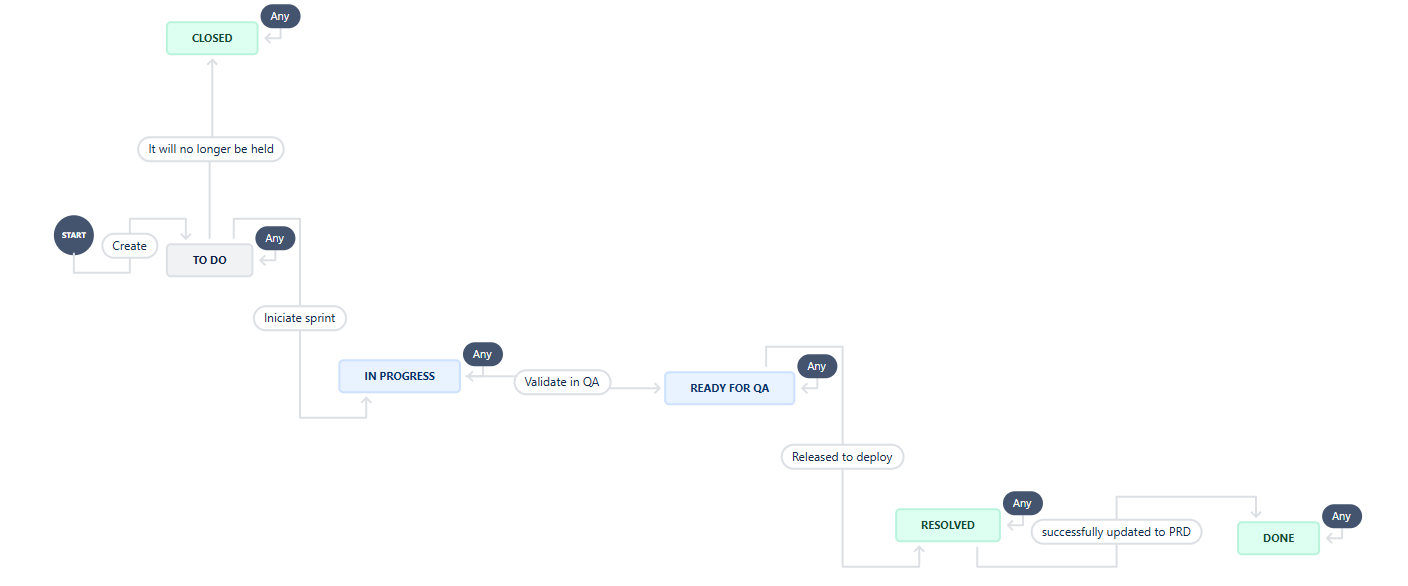 Any
CLOSED
It will no longer be held
START
Create
Any
TO DO
Iniciate sprint
Any
IN PROGRESS
Validate in QA
Any
READY FOR QA
Released to deploy
Any
RESOLVED
successfully updated to PRD
Any
DONE